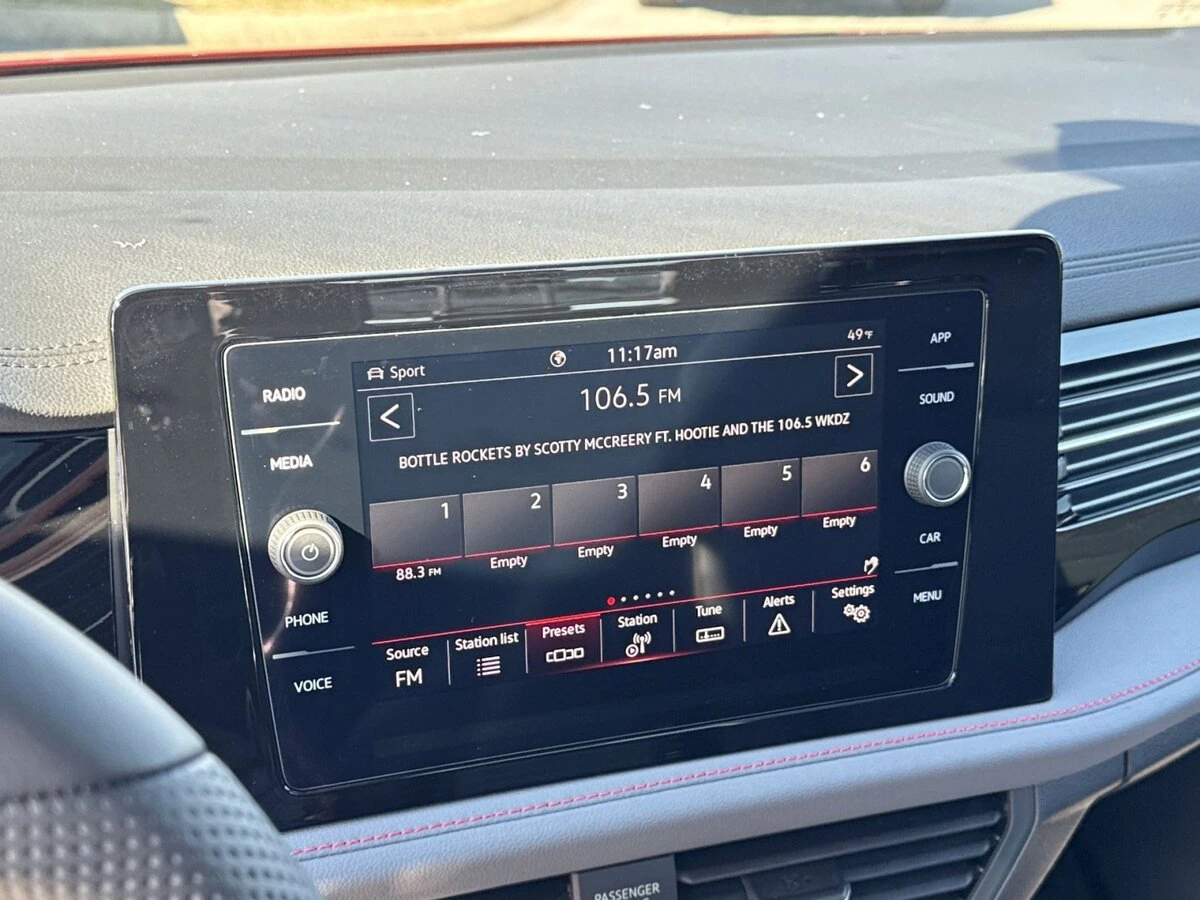 Sport
11:17am
49°F
<
106.5 FM
>
BOTTLE ROCKETS BY SCOTTY MCCREERY FT. HOOTIE AND THE 106.5 WKDZ
1 2 3 4 5 6
88.3 FM Empty Empty Empty Empty Empty
Source Station list Presets Station Tune Alerts Settings
FM
RADIO
MEDIA
PHONE
VOICE
APP
SOUND
CAR
MENU
PASSENGER